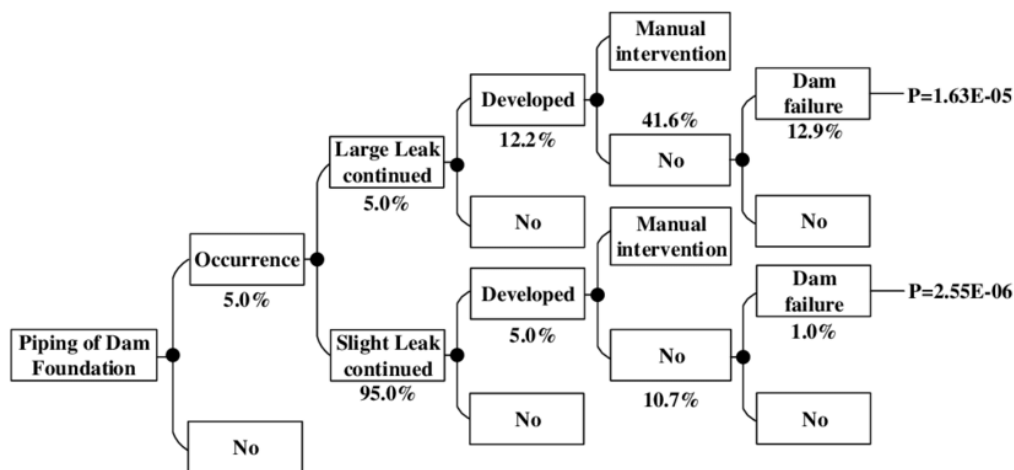 Manual
intervention
Dam
failure
P=1.63E-05
Developed
12.2%
41.6%
12.9%
Large Leak
continued
5.0%
No
No
No
Manual
intervention
Occurrence
5.0%
Developed
5.0%
Dam
failure
P=2.55E-06
1.0%
Piping of Dam
Foundation
Slight Leak
continued
95.0%
No
10.7%
No
No
No